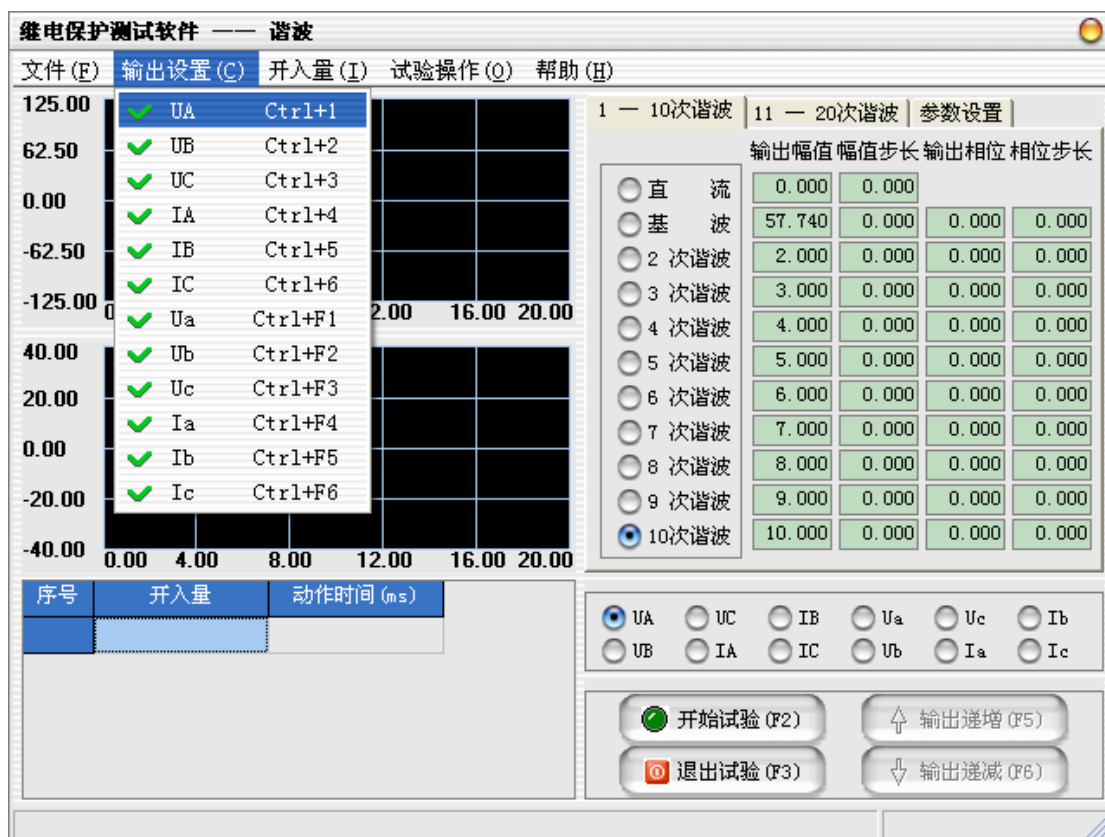 继电保护测试软件 —— 谐波
文件(F) 输出设置(C) 开入量(I) 试验操作(O) 帮助(H)
UA Ctrl+1
UB Ctrl+2
UC Ctrl+3
IA Ctrl+4
IB Ctrl+5
IC Ctrl+6
Ua Ctrl+F1
Ub Ctrl+F2
Uc Ctrl+F3
Ia Ctrl+F4
Ib Ctrl+F5
Ic Ctrl+F6
125.00
62.50
0.00
-62.50
-125.00
16.00 20.00
40.00
20.00
0.00
-20.00
-40.00
0.00 4.00 8.00 12.00 16.00 20.00
1 — 10次谐波 11 — 20次谐波 参数设置
输出幅值 幅值步长 输出相位 相位步长
直 流 0.000 0.000
基 波 57.740 0.000 0.000 0.000
2 次谐波 2.000 0.000 0.000 0.000
3 次谐波 3.000 0.000 0.000 0.000
4 次谐波 4.000 0.000 0.000 0.000
5 次谐波 5.000 0.000 0.000 0.000
6 次谐波 6.000 0.000 0.000 0.000
7 次谐波 7.000 0.000 0.000 0.000
8 次谐波 8.000 0.000 0.000 0.000
9 次谐波 9.000 0.000 0.000 0.000
10次谐波 10.000 0.000 0.000 0.000
序号 开入量 动作时间(ms)
UA UC IB Ua Uc Ib
UB IA IC Ub Ia Ic
开始试验(F2) 输出递增(F5)
退出试验(F3) 输出递减(F6)